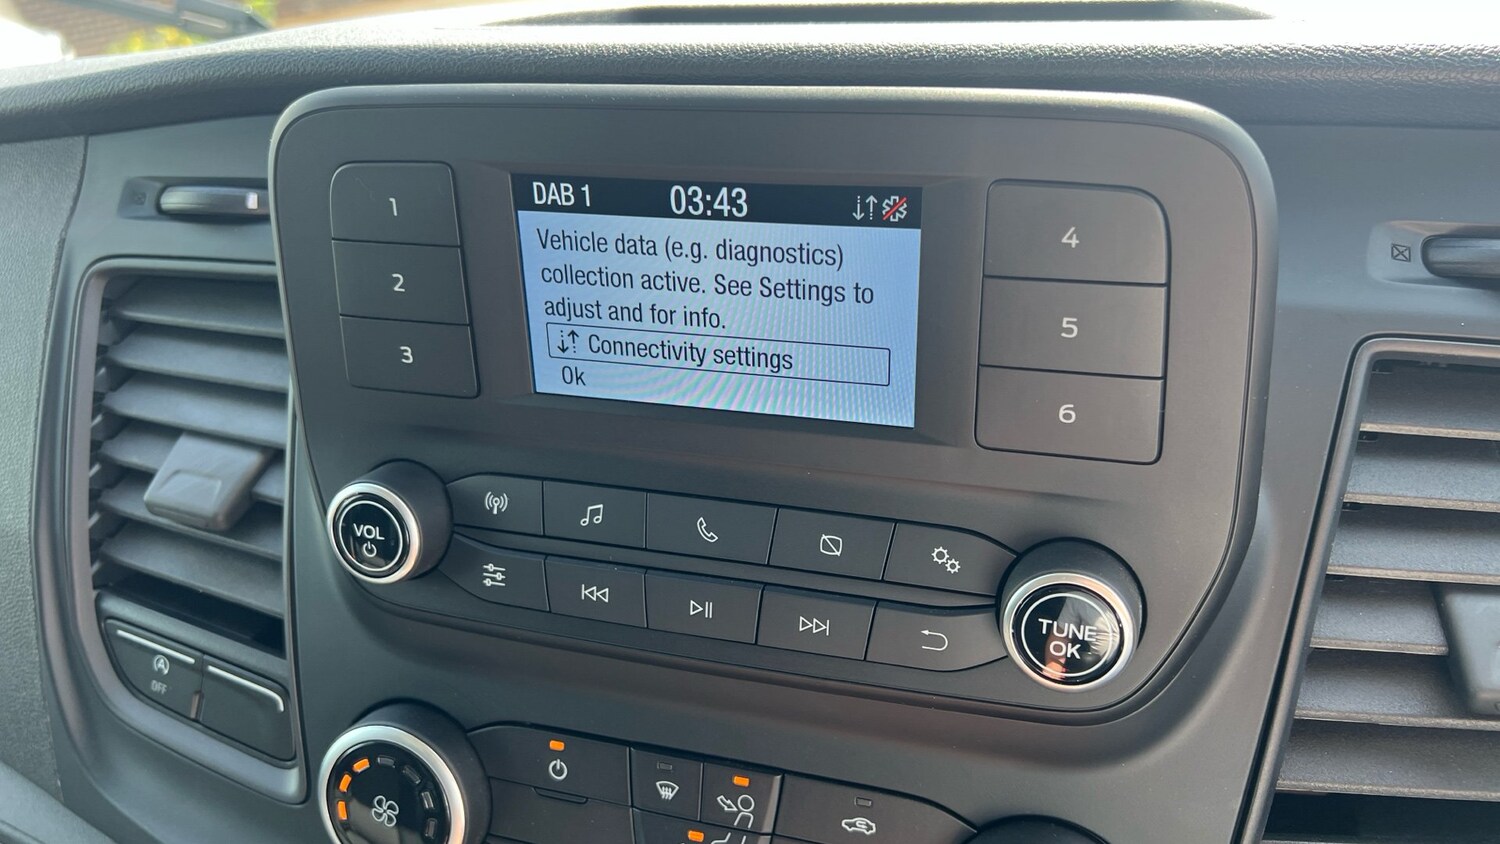 DAB 1 03:43
Vehicle data (e.g. diagnostics)
collection active. See Settings to
adjust and for info.
Connectivity settings
Ok
1
2
3
4
5
6
VOL
TUNE
OK
A
OFF